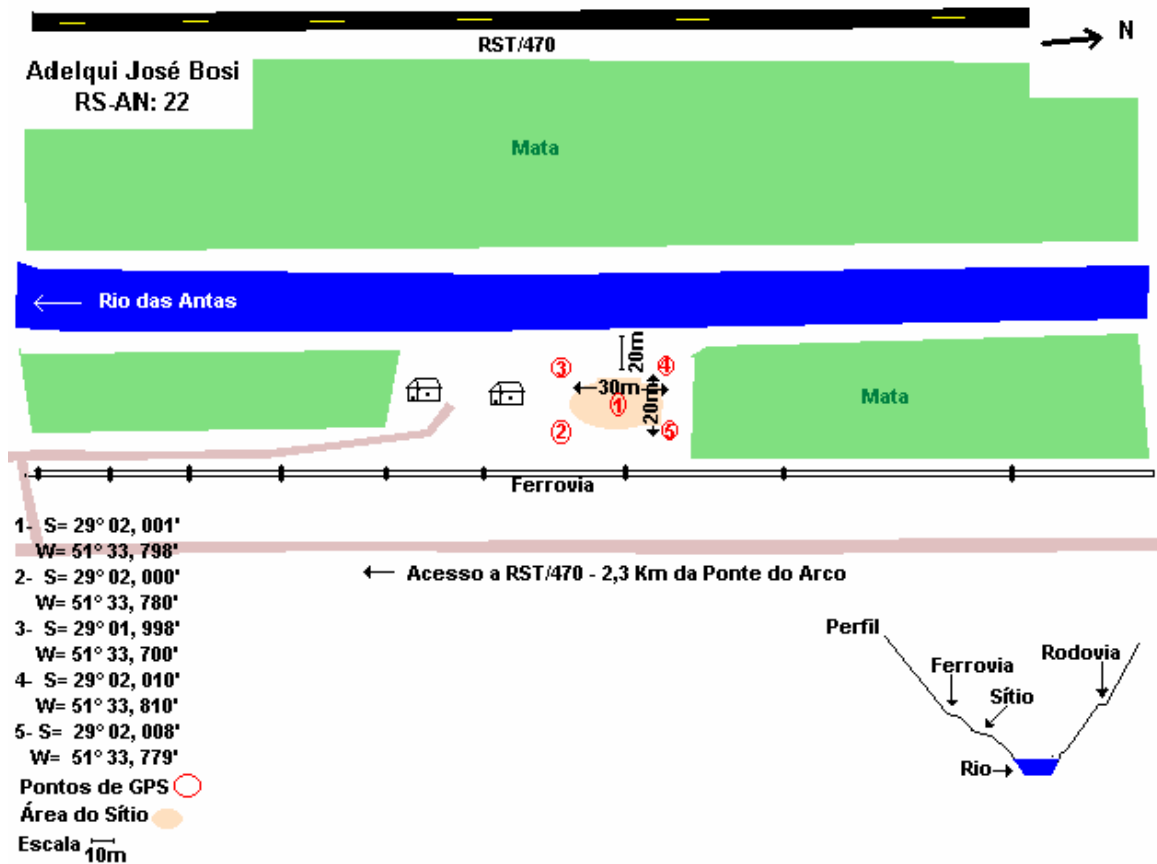 RST/470
N
Adelqui José Bosi
RS-AN: 22
Mata
Rio das Antas
20m
3
4
30m
1
20m
Mata
2
5
Ferrovia
1- S= 29° 02, 001'
W= 51° 33, 798'
2- S= 29° 02, 000'
W= 51° 33, 780'
3- S= 29° 01, 998'
W= 51° 33, 700'
4- S= 29° 02, 010'
W= 51° 33, 810'
5- S= 29° 02, 008'
W= 51° 33, 779'
Pontos de GPS
Área do Sítio
Escala
10m
← Acesso a RST/470 - 2,3 Km da Ponte do Arco
Perfil
Ferrovia
Sítio
Rodovia
Rio